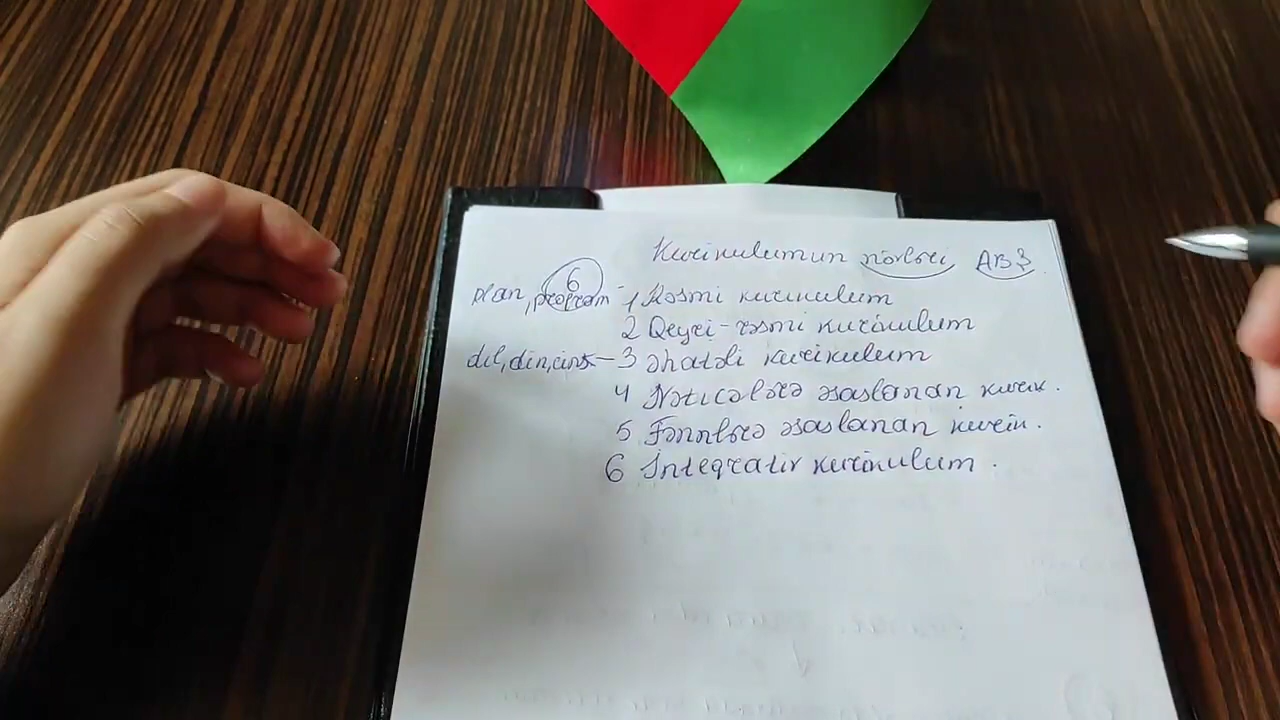 Kurikulumun növləri ABŞ
6
plan, proqram - 1 Rəsmi kurikulum
2 Qeyri-rəsmi kurikulum
dil, din, cins - 3 Əhatəli kurikulum
4 Nəticələrə əsaslanan kurik.
5 Fənnlərə əsaslanan kurik.
6 İnteqrativ kurikulum.